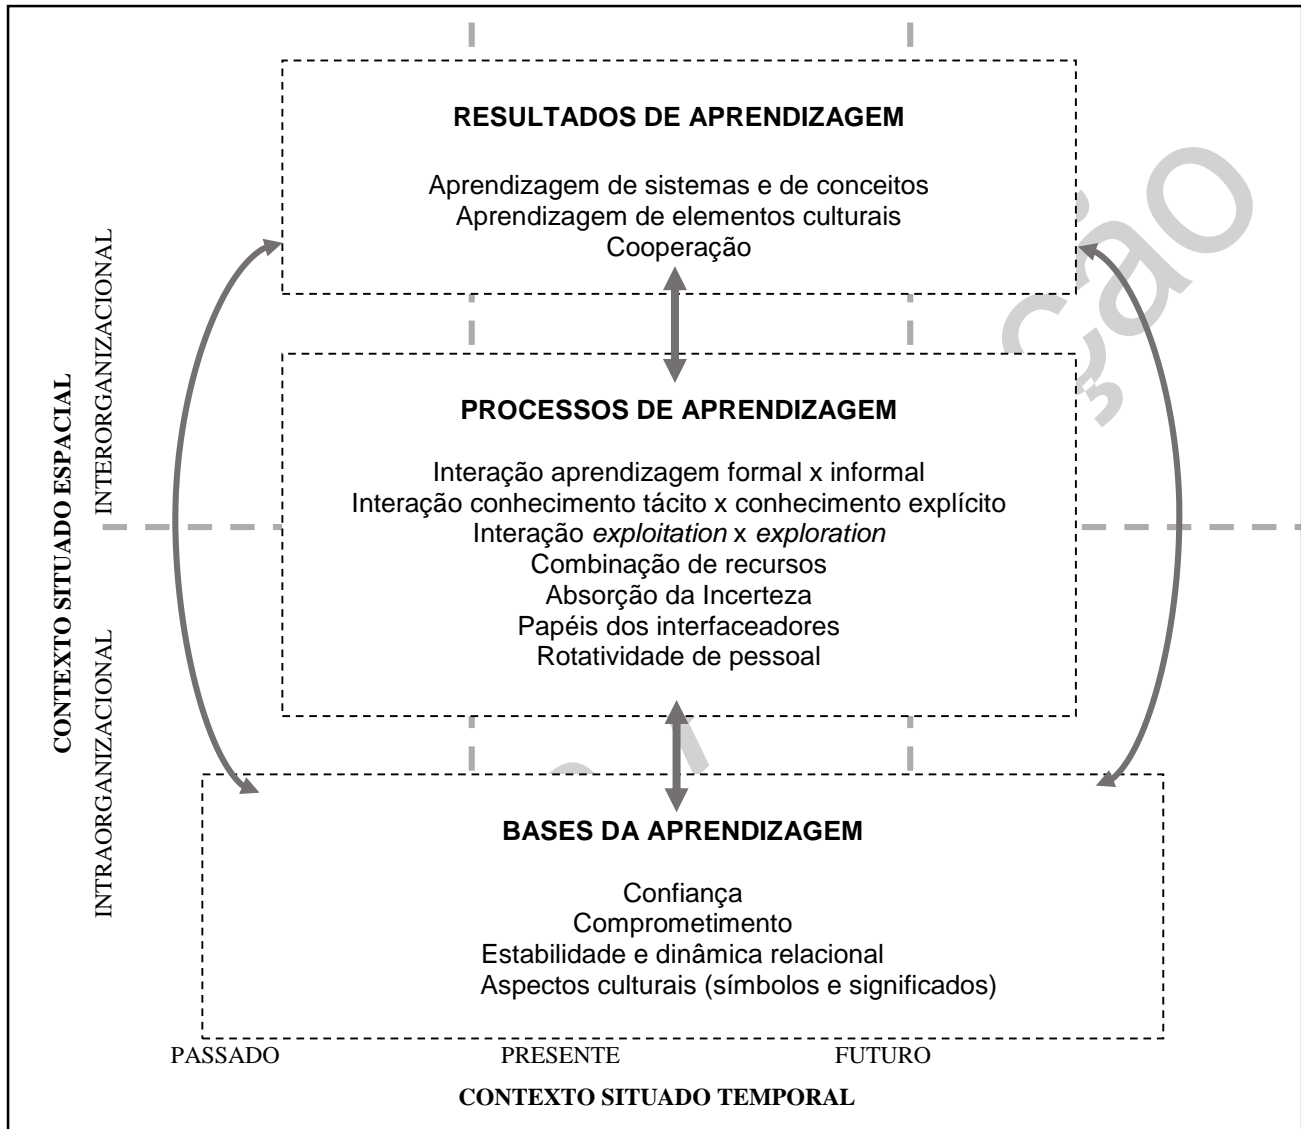 RESULTADOS DE APRENDIZAGEM
Aprendizagem de sistemas e de conceitos
Aprendizagem de elementos culturais
Cooperação
PROCESSOS DE APRENDIZAGEM
Interação aprendizagem formal x informal
Interação conhecimento tácito x conhecimento explícito
Interação exploitation x exploration
Combinação de recursos
Absorção da Incerteza
Papéis dos interfaceadores
Rotatividade de pessoal
BASES DA APRENDIZAGEM
Confiança
Comprometimento
Estabilidade e dinâmica relacional
Aspectos culturais (símbolos e significados)
CONTEXTO SITUADO ESPACIAL
INTERORGANIZACIONAL
INTRAORGANIZACIONAL
PASSADO
PRESENTE
FUTURO
CONTEXTO SITUADO TEMPORAL
ção